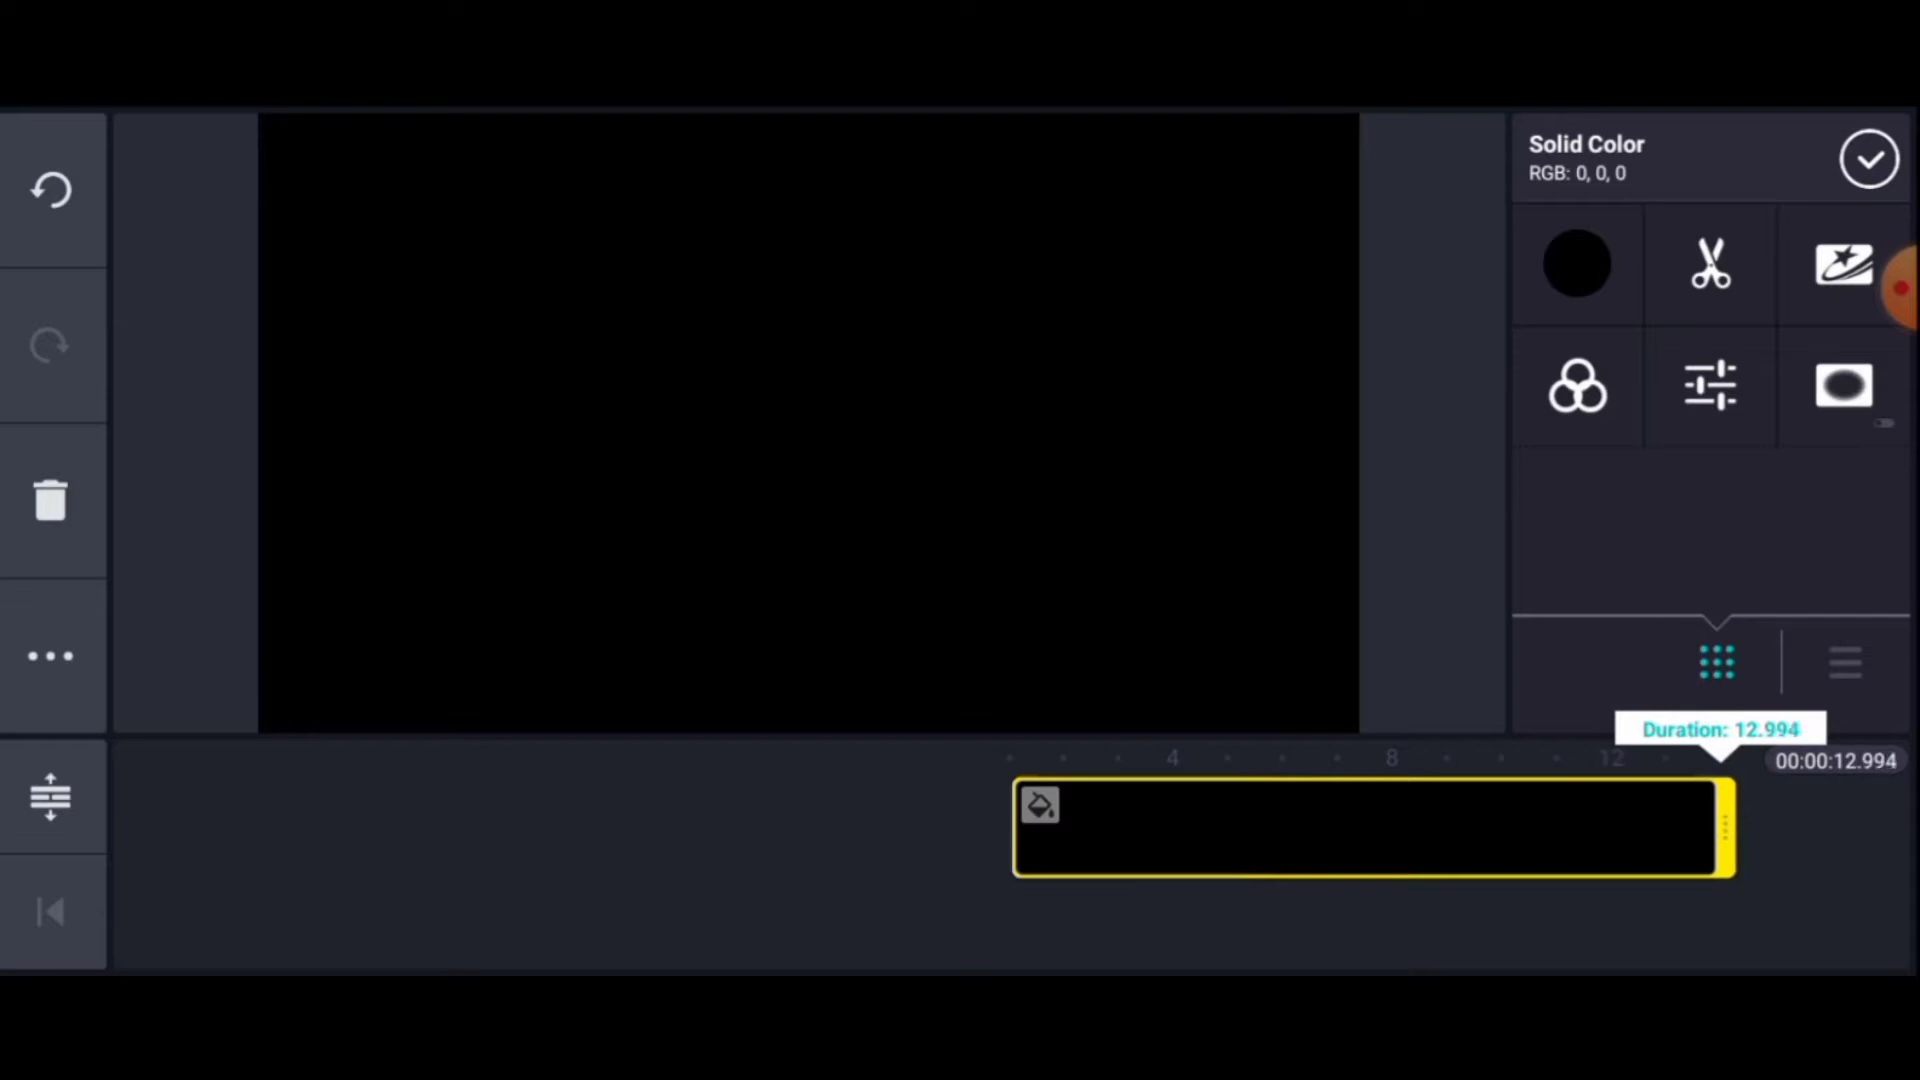 Solid Color
RGB: 0, 0, 0
Duration: 12.994
4 8 12
00:00:12.994